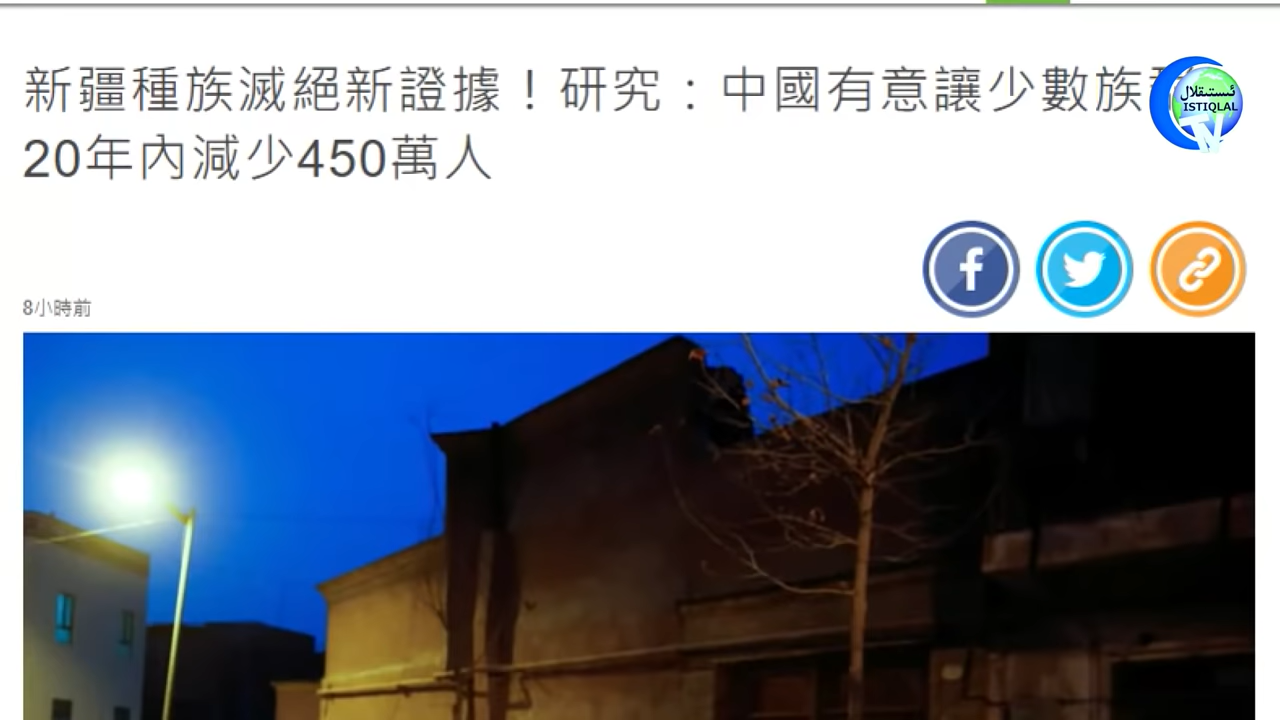 新疆種族滅絕新證據！研究：中國有意讓少數族
20年內減少450萬人
8小時前
ئىستىقلال
ISTIQLAL
TV